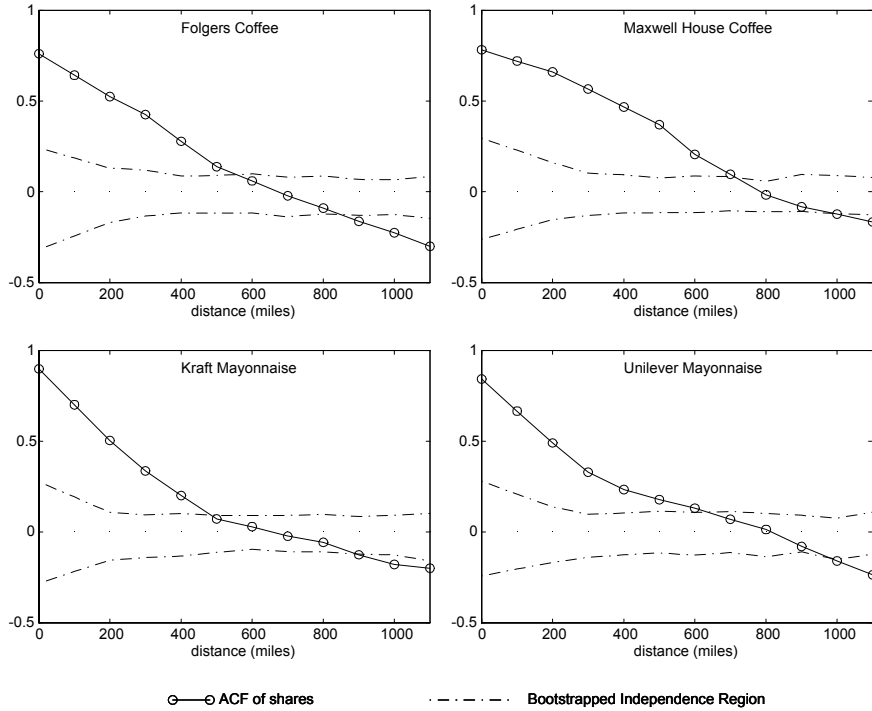 Folgers Coffee
1
0.5
0
-0.5
0 200 400 600 800 1000
distance (miles)
Maxwell House Coffee
1
0.5
0
-0.5
0 200 400 600 800 1000
distance (miles)
Kraft Mayonnaise
1
0.5
0
-0.5
0 200 400 600 800 1000
distance (miles)
Unilever Mayonnaise
1
0.5
0
-0.5
0 200 400 600 800 1000
distance (miles)
ACF of shares
Bootstrapped Independence Region